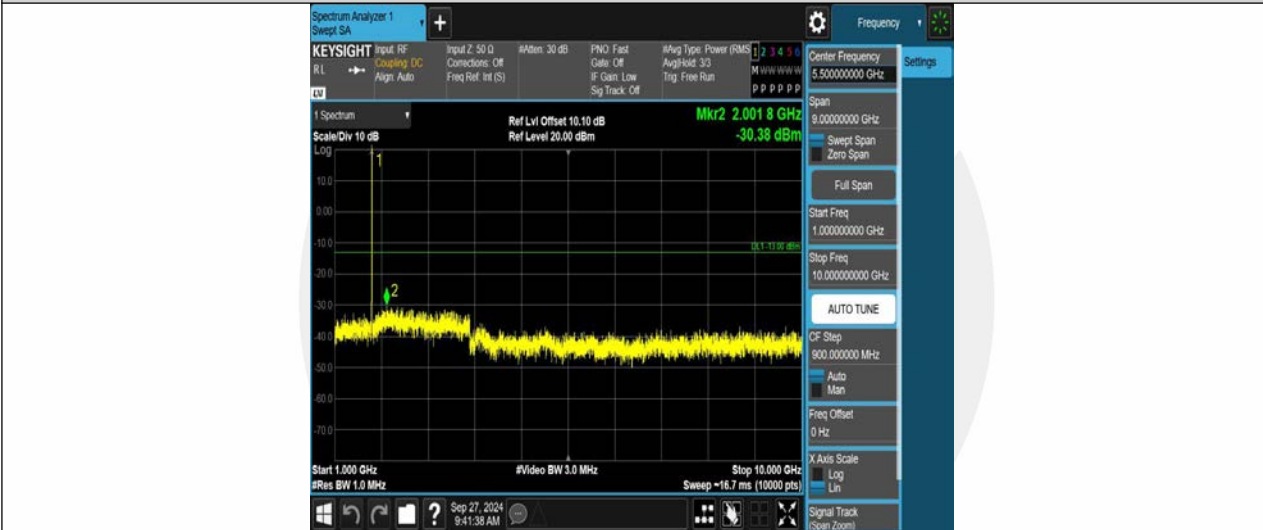 Spectrum Analyzer 1
Swept SA
+
Frequency
KEYSIGHT
RL
Input: RF
Coupling: DC
Align: Auto
Input Z: 50 Ω
Corrections: Off
Freq Ref: Int (S)
#Atten: 30 dB
PNO: Fast
Gate: Off
IF Gain: Low
Sig Track: Off
#Avg Type: Power (RMS
Avg|Hold: 3/3
Trig: Free Run
1 2 3 4 5 6
M W W W W W
P P P P P P
1 Spectrum
Scale/Div 10 dB
Log
Ref Lvl Offset 10.10 dB
Ref Level 20.00 dBm
Mkr2 2.001 8 GHz
-30.38 dBm
1
10.0
0.00
-10.0
DL1 -13.00 dBm
-20.0
2
-30.0
-40.0
-50.0
-60.0
-70.0
Start 1.000 GHz
#Res BW 1.0 MHz
#Video BW 3.0 MHz
Stop 10.000 GHz
Sweep ~16.7 ms (10000 pts)
?
Sep 27, 2024
9:41:38 AM
Center Frequency
5.500000000 GHz
Settings
Span
9.00000000 GHz
Swept Span
Zero Span
Full Span
Start Freq
1.000000000 GHz
Stop Freq
10.000000000 GHz
AUTO TUNE
CF Step
900.000000 MHz
Auto
Man
Freq Offset
0 Hz
X Axis Scale
Log
Lin
Signal Track
(Span Zoom)